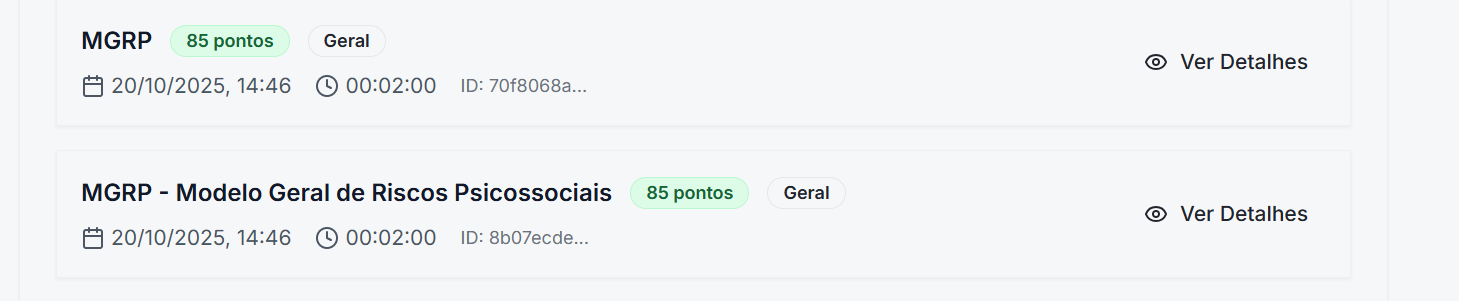 MGRP 85 pontos Geral
Ver Detalhes
20/10/2025, 14:46 00:02:00 ID: 70f8068a...
MGRP - Modelo Geral de Riscos Psicossociais 85 pontos Geral
Ver Detalhes
20/10/2025, 14:46 00:02:00 ID: 8b07ecde...